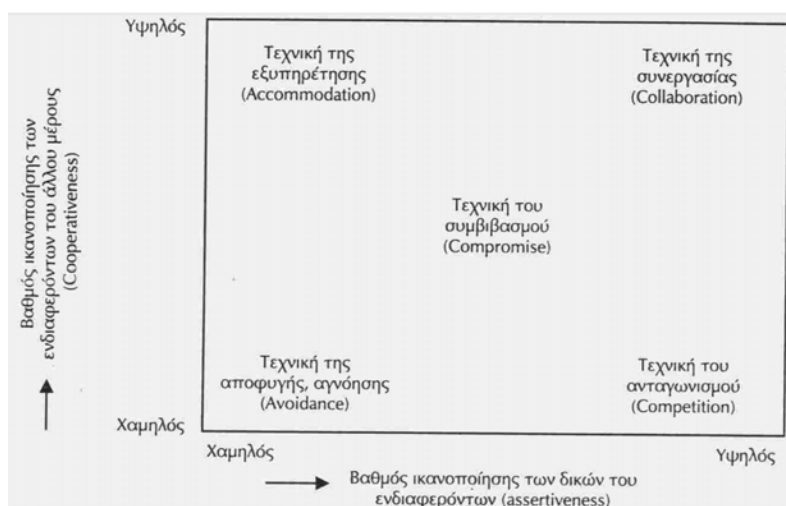 Υψηλός
Τεχνική της
εξυπηρέτησης
(Accommodation)
Τεχνική της
συνεργασίας
(Collaboration)
Βαθμός ικανοποίησης των
ενδιαφερόντων του άλλου μέρους
(Cooperativeness)
Τεχνική του
συμβιβασμού
(Compromise)
Τεχνική της
αποφυγής, αγνόησης
(Avoidance)
Τεχνική του
ανταγωνισμού
(Competition)
Χαμηλός
Χαμηλός
Υψηλός
Βαθμός ικανοποίησης των δικών του
ενδιαφερόντων (assertiveness)